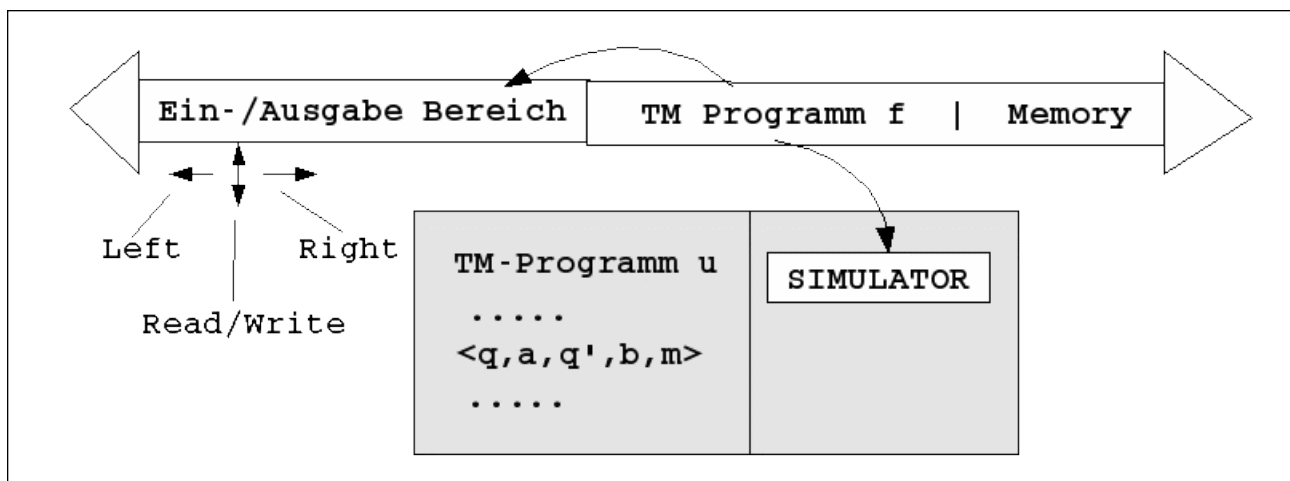 Ein-/Ausgabe Bereich
TM Programm f | Memory
Left
Right
Read/Write
TM-Programm u
.....
<q,a,q',b,m>
.....
SIMULATOR